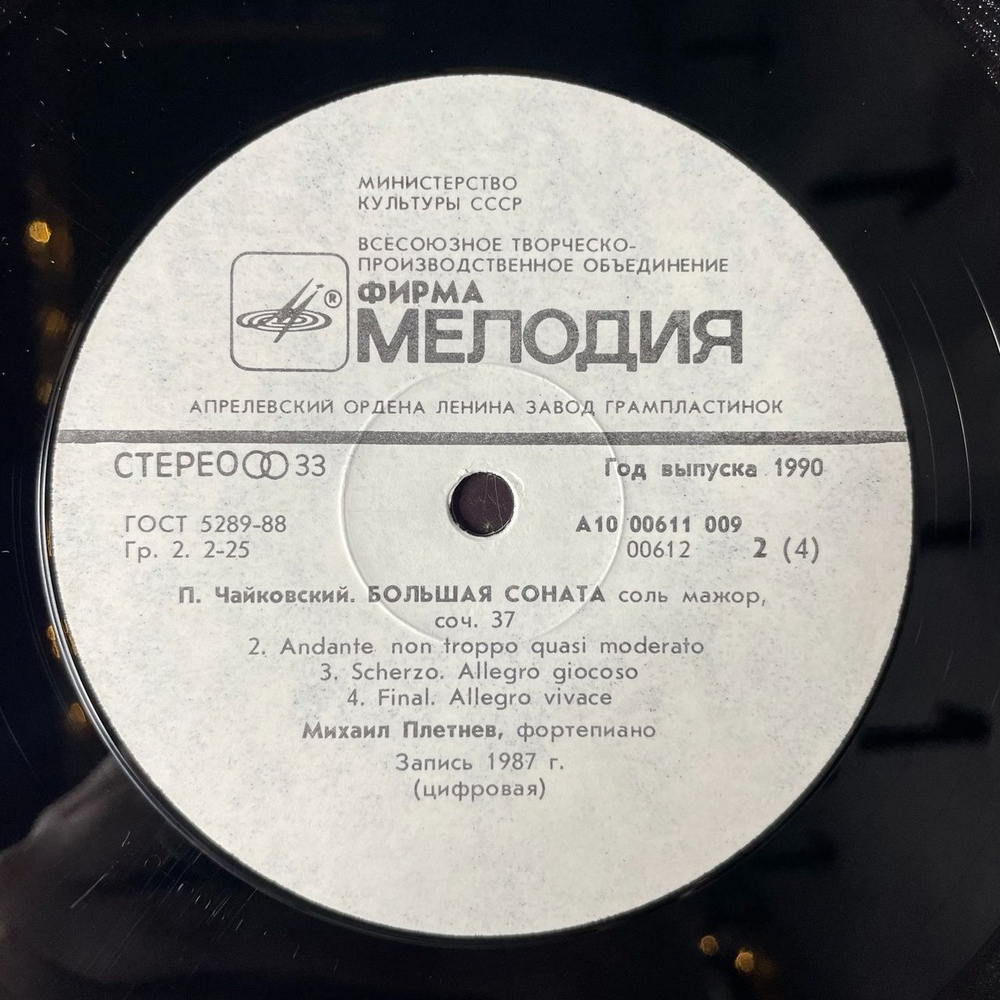 МИНИСТЕРСТВО
КУЛЬТУРЫ СССР
ВСЕСОЮЗНОЕ ТВОРЧЕСКО-
ПРОИЗВОДСТВЕННОЕ ОБЪЕДИНЕНИЕ
® ФИРМА
МЕЛОДИЯ
АПРЕЛЕВСКИЙ ОРДЕНА ЛЕНИНА ЗАВОД ГРАМПЛАСТИНОК
СТЕРЕО 33 Год выпуска 1990
ГОСТ 5289-88 А10 00611 009
Гр. 2. 2-25 00612 2 (4)
П. Чайковский. БОЛЬШАЯ СОНАТА соль мажор,
соч. 37
2. Andante non troppo quasi moderato
3. Scherzo. Allegro giocoso
4. Final. Allegro vivace
Михаил Плетнев, фортепиано
Запись 1987 г.
(цифровая)